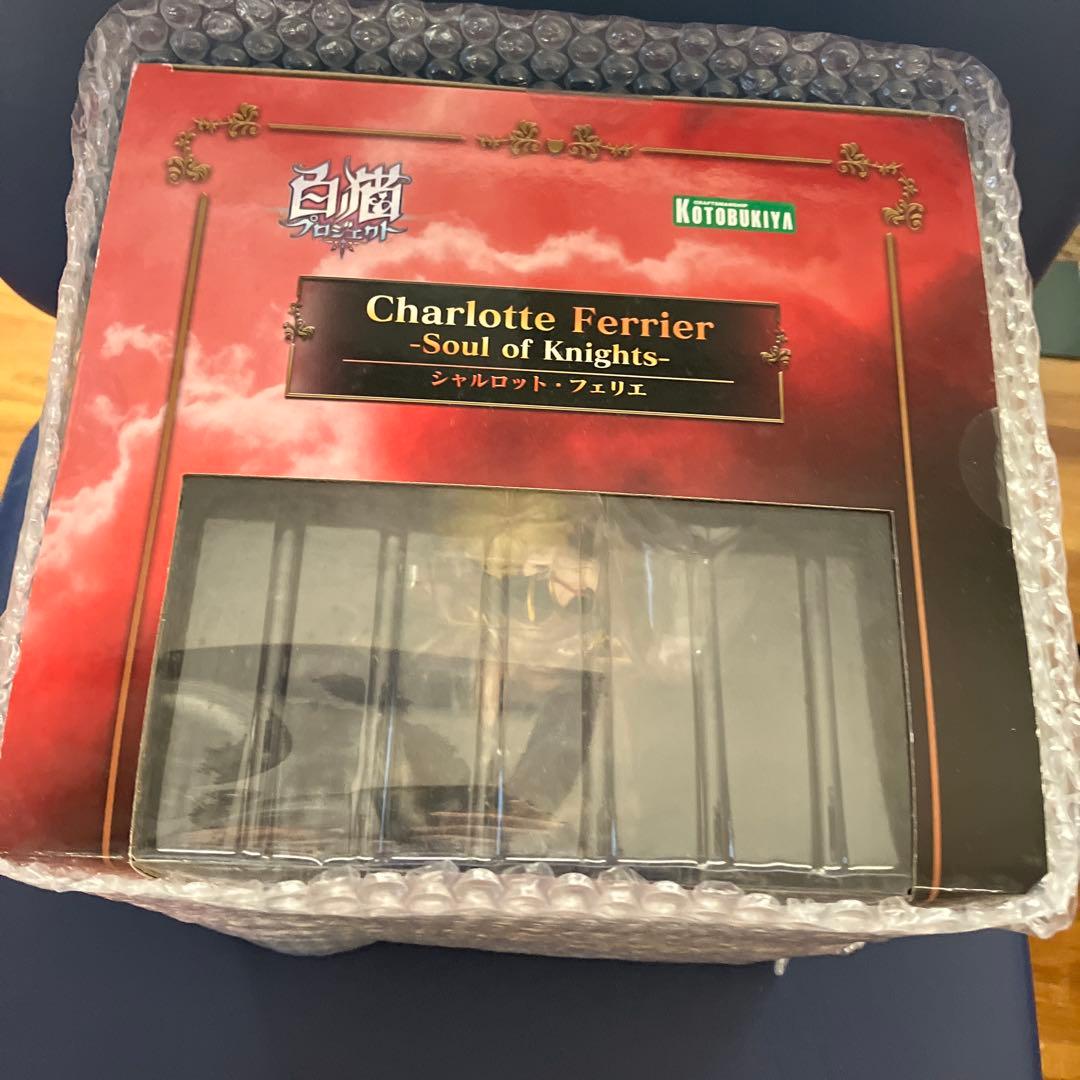 白猫
プロジェクト
CRAFTSMANSHIP
KOTOBUKIYA
Charlotte Ferrier
-Soul of Knights-
シャルロット・フェリエ